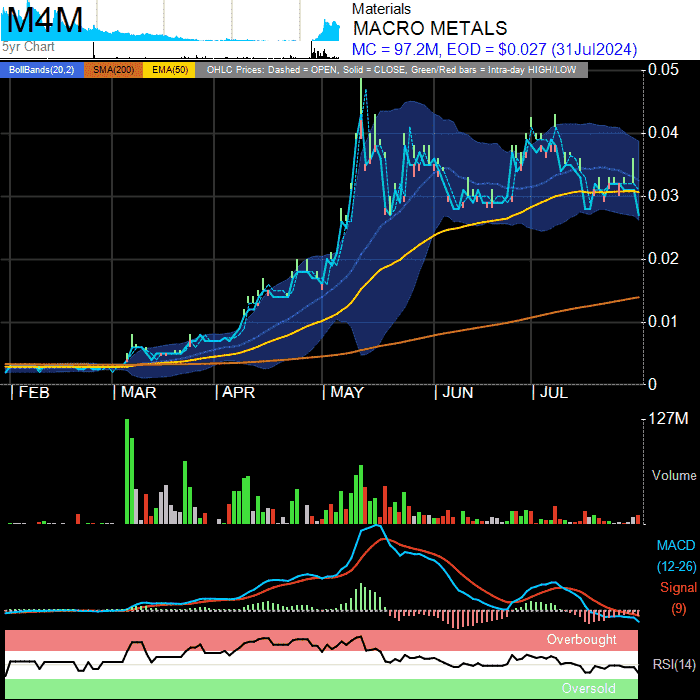 M4M
5yr Chart
Materials
MACRO METALS
MC = 97.2M, EOD = $0.027 (31Jul2024)
BollBands(20,2) SMA(200) EMA(50) OHLC Prices: Dashed = OPEN, Solid = CLOSE, Green/Red bars = Intra-day HIGH/LOW
0.05
0.04
0.03
0.02
0.01
0
| FEB | MAR | APR | MAY | JUN | JUL
127M
Volume
MACD
(12-26)
Signal
(9)
Overbought
RSI(14)
Oversold